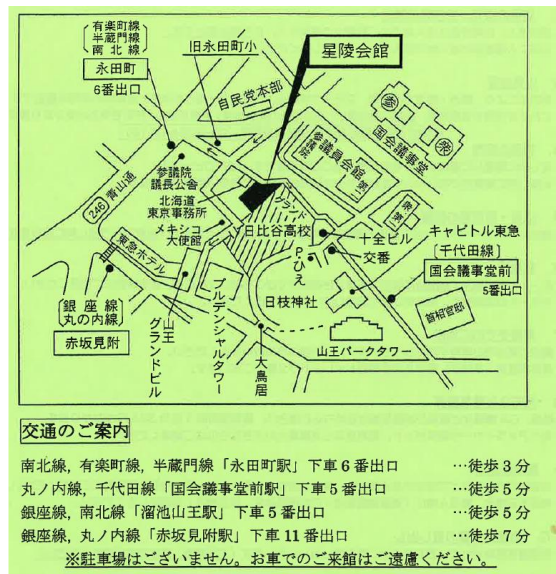 有楽町線
半蔵門線
南北線
永田町
6番出口
旧永田町小
星陵会館
自民党本部
参
衆
国会議事堂
参議院
議員会館
第一
246
青山通
参議院
議長公舎
北海道
東京事務所
メキシコ
大使館
グランド
日比谷高校
十全ビル
交番
キャピトル東急
〔千代田線〕
国会議事堂前
5番出口
首相官邸
東急ホテル
P.ひえ
日枝神社
銀座線
丸の内線
赤坂見附
山王
グランドビル
プルデンシャルタワー
大鳥居
山王パークタワー
交通のご案内
南北線, 有楽町線, 半蔵門線「永田町駅」下車6番出口 …徒歩3分
丸ノ内線, 千代田線「国会議事堂前駅」下車5番出口 …徒歩5分
銀座線, 南北線「溜池山王駅」下車5番出口 …徒歩5分
銀座線, 丸ノ内線「赤坂見附駅」下車11番出口 …徒歩7分
※駐車場はございません。お車でのご来館はご遠慮ください。